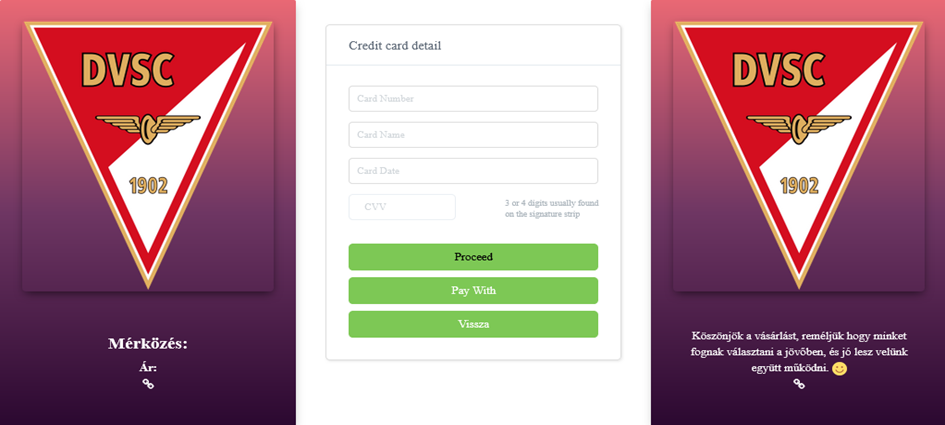 DVSC
1902
Mérkőzés:
Ár:
Credit card detail
Card Number
Card Name
Card Date
CVV
3 or 4 digits usually found
on the signature strip
Proceed
Pay With
Vissza
DVSC
1902
Köszönjök a vásárlást, reméljük hogy minket
fognak választani a jövőben, és jó lesz velünk
együtt működni. 🙂